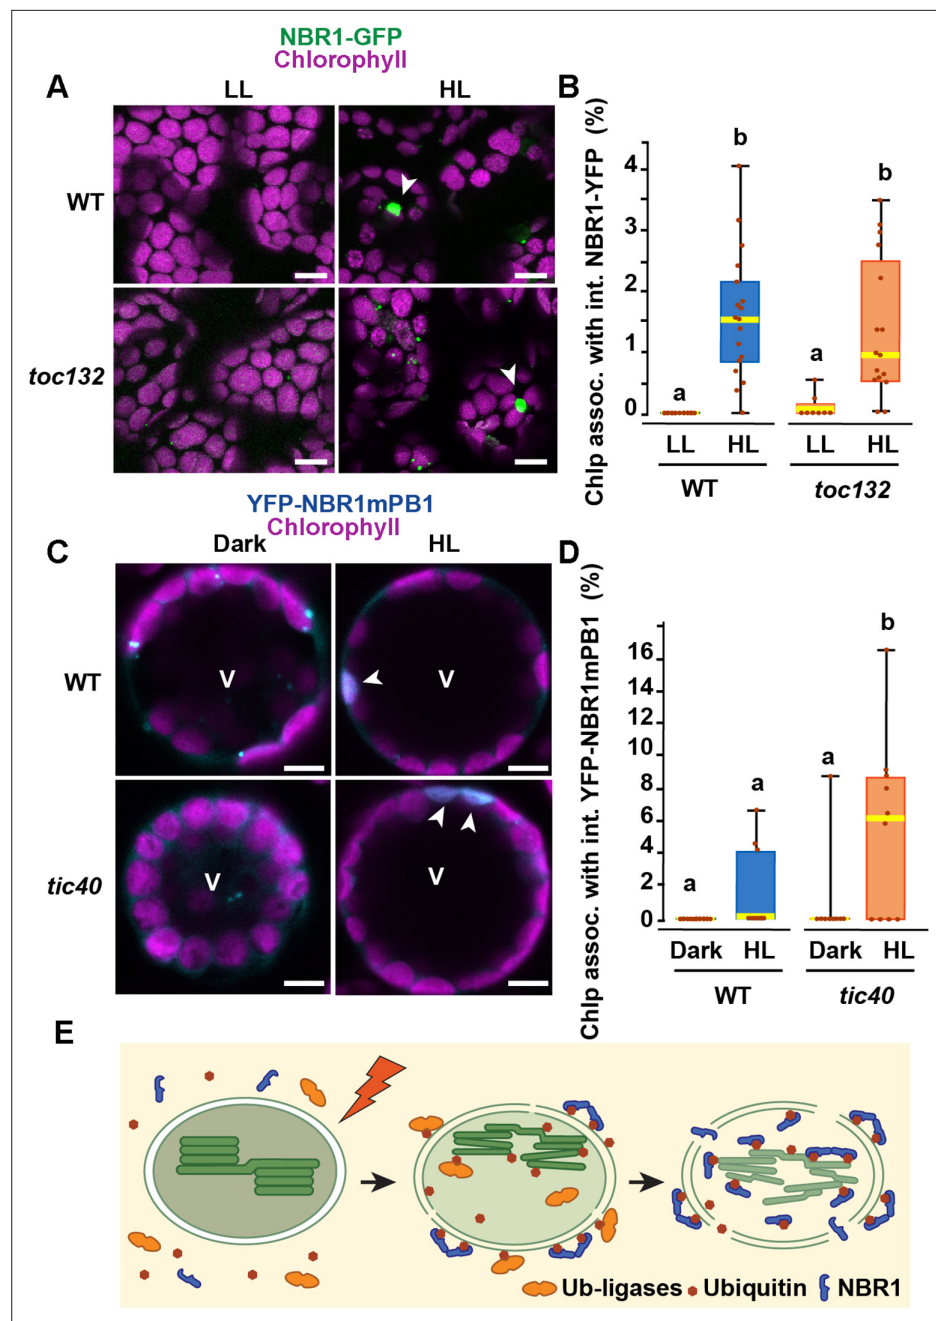 NBR1-GFP
Chlorophyll
A
LL
HL
WT
toc132
B
Chlp assoc. with int. NBR1-YFP (%)
4
3
2
1
0
b
b
a
a
LL
HL
LL
HL
WT
toc132
YFP-NBR1mPB1
Chlorophyll
C
Dark
HL
WT
V
V
tic40
V
V
D
Chlp assoc. with int. YFP-NBR1mPB1 (%)
16
14
12
10
8
6
4
2
0
b
a
a
a
Dark
HL
Dark
HL
WT
tic40
E
Ub-ligases
Ubiquitin
NBR1